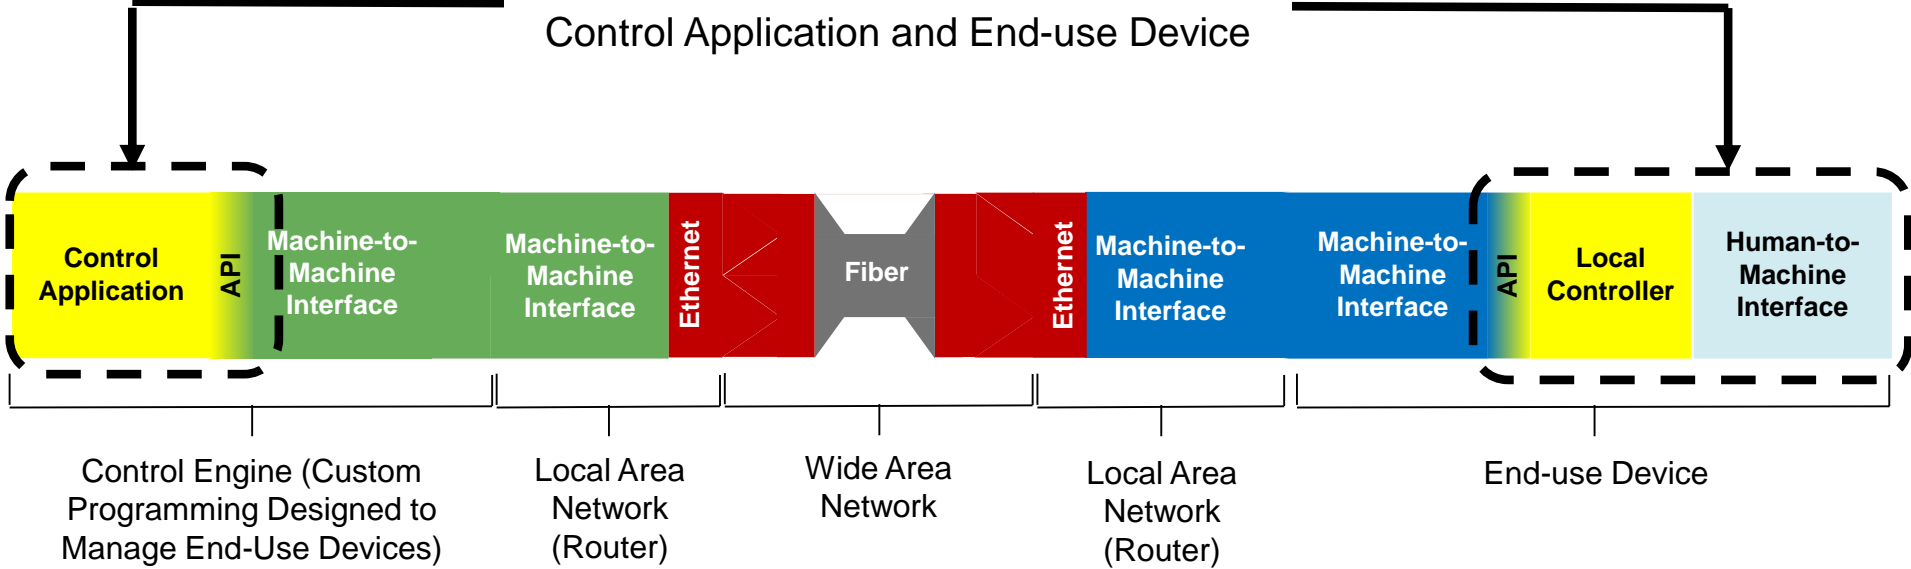 Control Application and End-use Device
Control
Application
API
Machine-to-
Machine
Interface
Machine-to-
Machine
Interface
Ethernet
Fiber
Ethernet
Machine-to-
Machine
Interface
Machine-to-
Machine
Interface
API
Local
Controller
Human-to-
Machine
Interface
Control Engine (Custom
Programming Designed to
Manage End-Use Devices)
Local Area
Network
(Router)
Wide Area
Network
Local Area
Network
(Router)
End-use Device